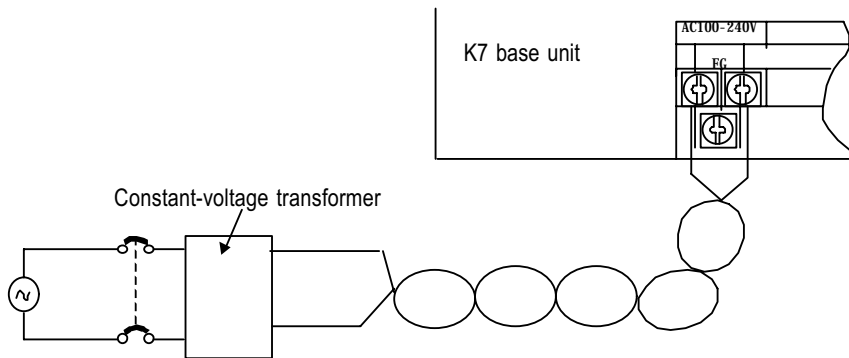 AC100-240V
K7 base unit
FG
Constant-voltage transformer